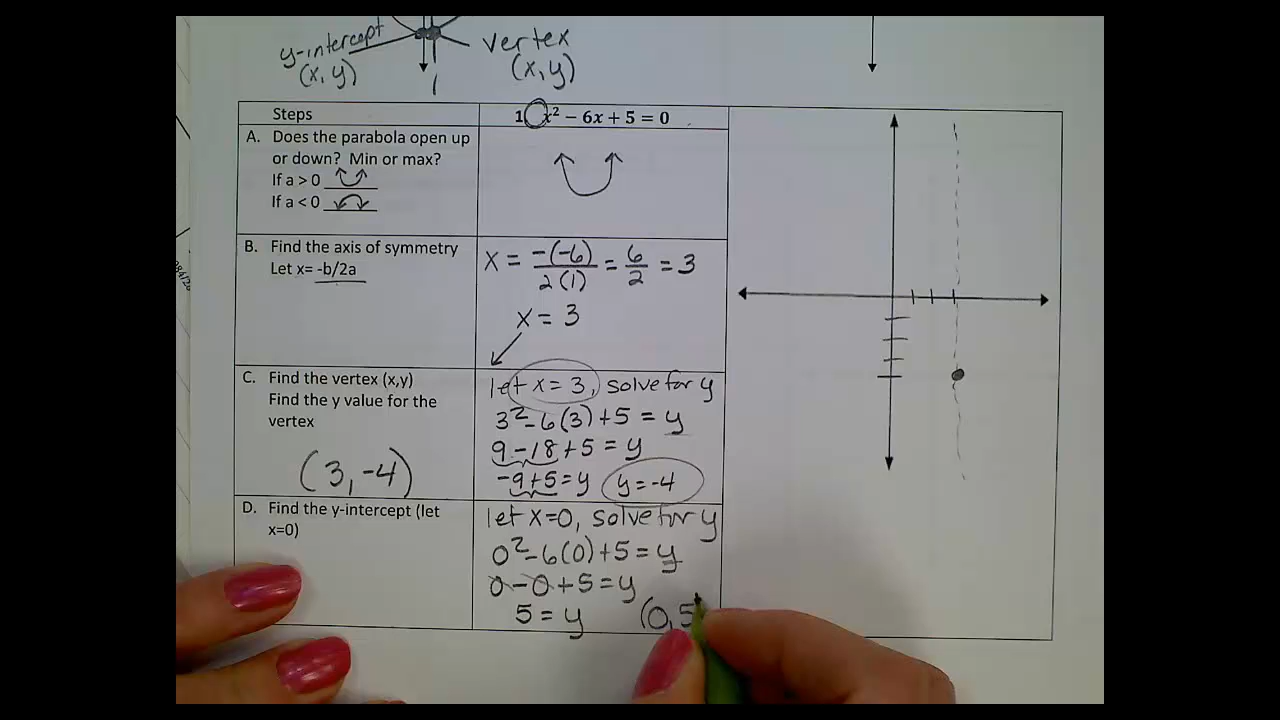 y-intercept
(x, y)
vertex
(x, y)
Steps
1 x² − 6x + 5 = 0
A. Does the parabola open up
or down? Min or max?
If a > 0
If a < 0
B. Find the axis of symmetry
Let x= -b/2a
x = -(-6)/2(1) = 6/2 = 3
x = 3
C. Find the vertex (x,y)
Find the y value for the
vertex
(3, -4)
let x = 3, solve for y
3² - 6(3) + 5 = y
9 - 18 + 5 = y
-9 + 5 = y y = -4
D. Find the y-intercept (let
x=0)
let x=0, solve for y
0² - 6(0) + 5 = y
0 - 0 + 5 = y
5 = y (0, 5